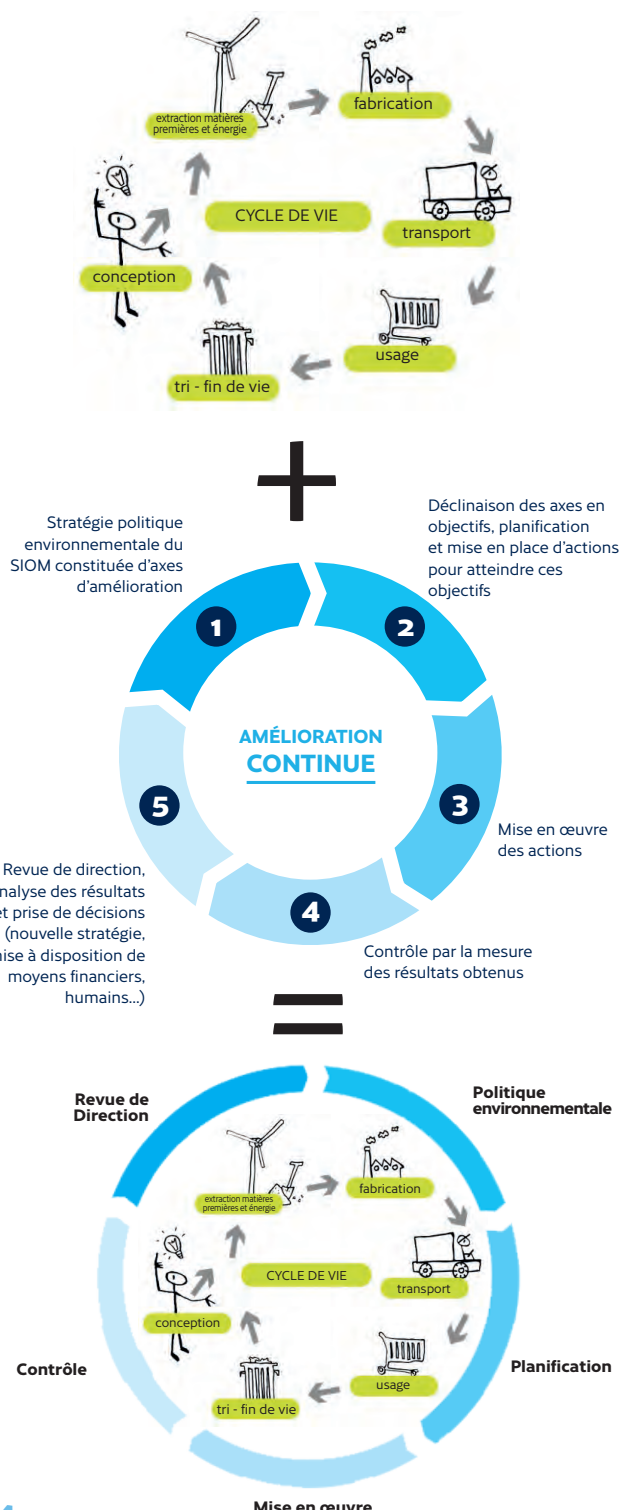 extraction matières
premières et énergie
fabrication
CYCLE DE VIE
transport
conception
usage
tri - fin de vie
+
Stratégie politique
environnementale du
SIOM constituée d'axes
d'amélioration
Déclinaison des axes en
objectifs, planification
et mise en place d'actions
pour atteindre ces
objectifs
1
2
AMÉLIORATION
CONTINUE
5
3
Mise en œuvre
des actions
Revue de direction,
nalyse des résultats
et prise de décisions
(nouvelle stratégie,
ise à disposition de
moyens financiers,
humains...)
4
Contrôle par la mesure
des résultats obtenus
=
Revue de
Direction
Politique
environnementale
extraction matières
premières et énergie
fabrication
CYCLE DE VIE
transport
conception
usage
tri - fin de vie
Contrôle
Planification
Mise en œuvre